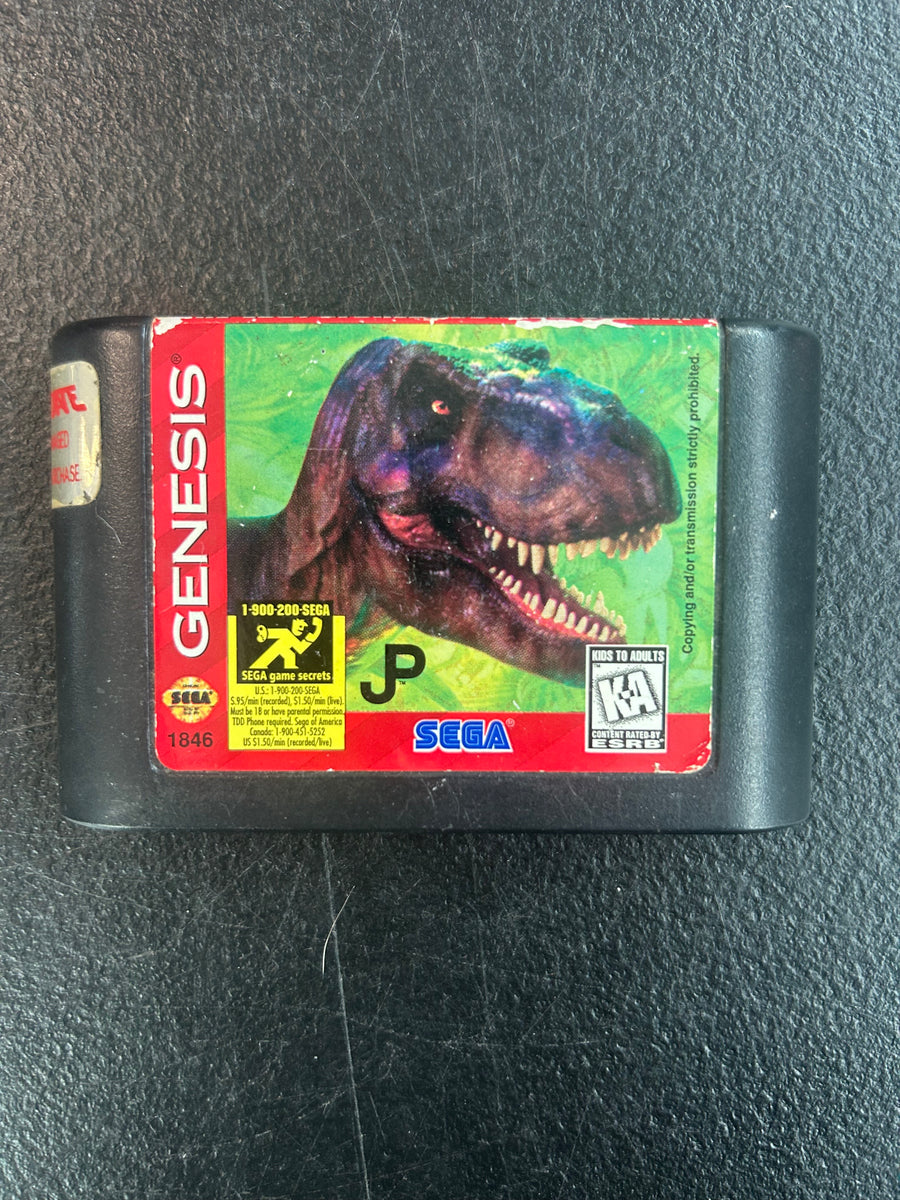 GENESIS®
SEGA
1846
1-900-200-SEGA
SEGA game secrets
U.S.: 1-900-200-SEGA
$.95/min (recorded), $1.50/min (live).
Must be 18 or have parental permission.
TDD Phone required. Sega of America
Canada: 1-900-451-5252
US $1.50/min (recorded/live)
JP™
SEGA®
KIDS TO ADULTS
™
K-A
CONTENT RATED BY
ESRB
Copying and/or transmission strictly prohibited.